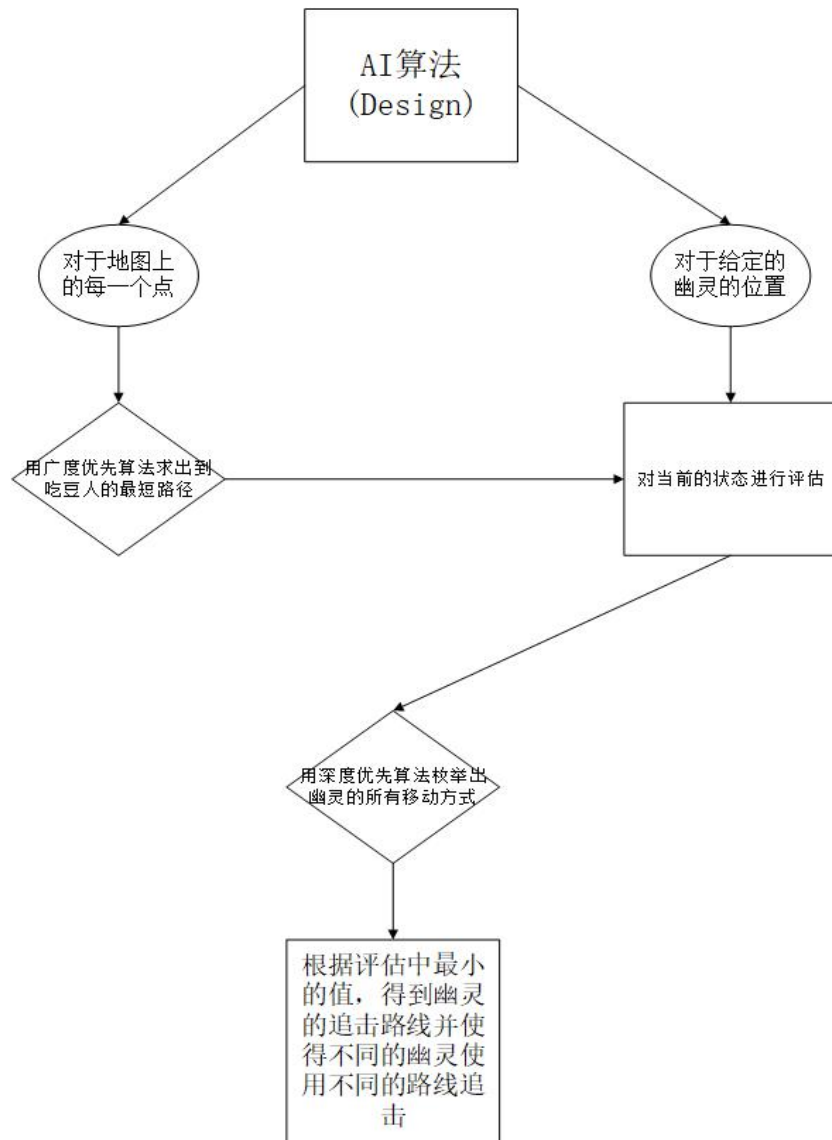 AI算法
(Design)
对于地图上
的每一个点
对于给定的
幽灵的位置
用广度优先算法求出到
吃豆人的最短路径
对当前的状态进行评估
用深度优先算法枚举出
幽灵的所有移动方式
根据评估中最小
的值，得到幽灵
的追击路线并使
得不同的幽灵使
用不同的路线追
击